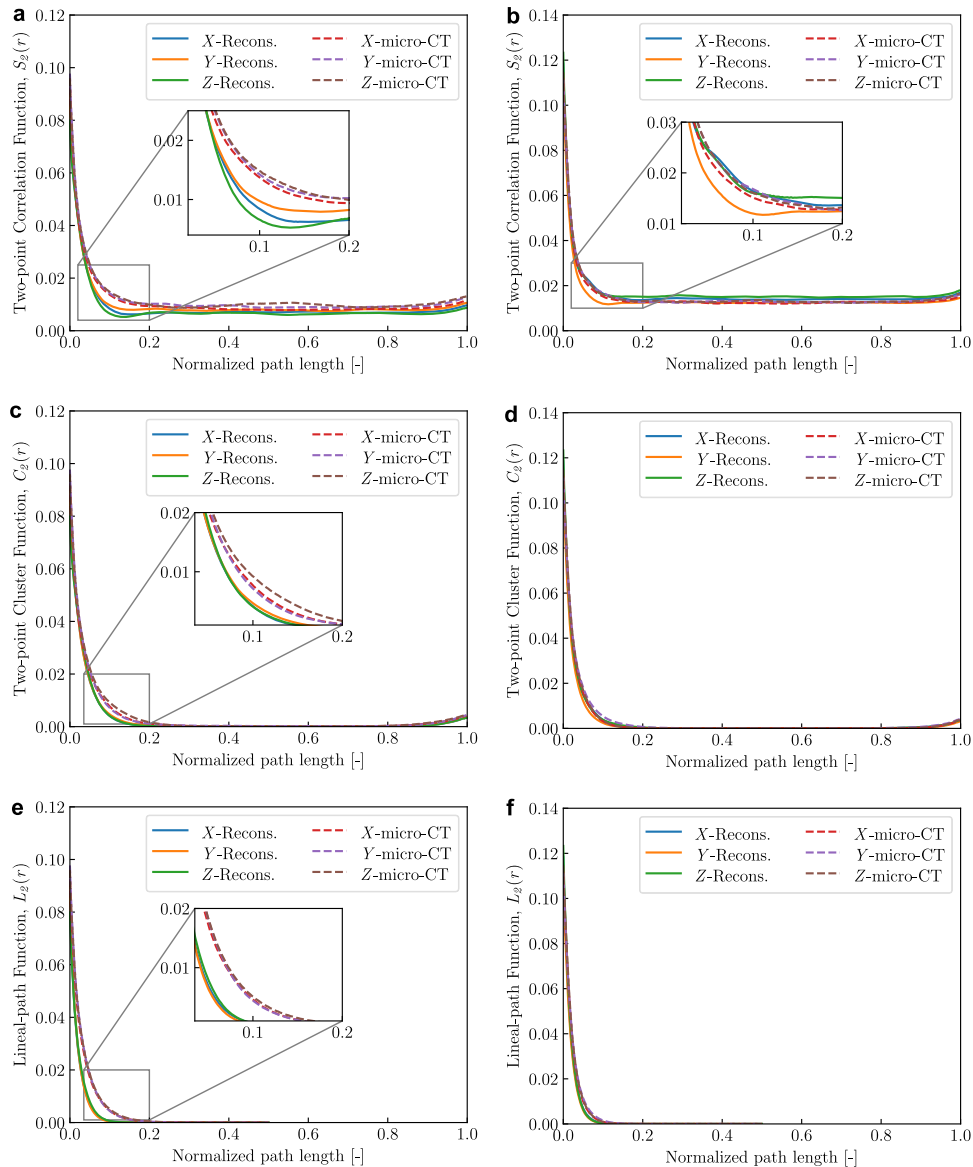 a
b
Two-point Correlation Function, S₂(r)
0.12
0.10
0.08
0.06
0.04
0.02
0.00
X-Recons.
Y-Recons.
Z-Recons.
X-micro-CT
Y-micro-CT
Z-micro-CT
0.02
0.01
0.1
0.2
0.0
0.2
0.4
0.6
0.8
1.0
Normalized path length [-]
Two-point Correlation Function, S₂(r)
0.14
0.12
0.10
0.08
0.06
0.04
0.02
0.00
X-Recons.
Y-Recons.
Z-Recons.
X-micro-CT
Y-micro-CT
Z-micro-CT
0.03
0.02
0.01
0.1
0.2
0.0
0.2
0.4
0.6
0.8
1.0
Normalized path length [-]
c
d
Two-point Cluster Function, C₂(r)
0.12
0.10
0.08
0.06
0.04
0.02
0.00
X-Recons.
Y-Recons.
Z-Recons.
X-micro-CT
Y-micro-CT
Z-micro-CT
0.02
0.01
0.1
0.2
0.0
0.2
0.4
0.6
0.8
1.0
Normalized path length [-]
Two-point Cluster Function, C₂(r)
0.14
0.12
0.10
0.08
0.06
0.04
0.02
0.00
X-Recons.
Y-Recons.
Z-Recons.
X-micro-CT
Y-micro-CT
Z-micro-CT
0.0
0.2
0.4
0.6
0.8
1.0
Normalized path length [-]
e
f
Lineal-path Function, L₂(r)
0.12
0.10
0.08
0.06
0.04
0.02
0.00
X-Recons.
Y-Recons.
Z-Recons.
X-micro-CT
Y-micro-CT
Z-micro-CT
0.02
0.01
0.1
0.2
0.0
0.2
0.4
0.6
0.8
1.0
Normalized path length [-]
Lineal-path Function, L₂(r)
0.14
0.12
0.10
0.08
0.06
0.04
0.02
0.00
X-Recons.
Y-Recons.
Z-Recons.
X-micro-CT
Y-micro-CT
Z-micro-CT
0.0
0.2
0.4
0.6
0.8
1.0
Normalized path length [-]